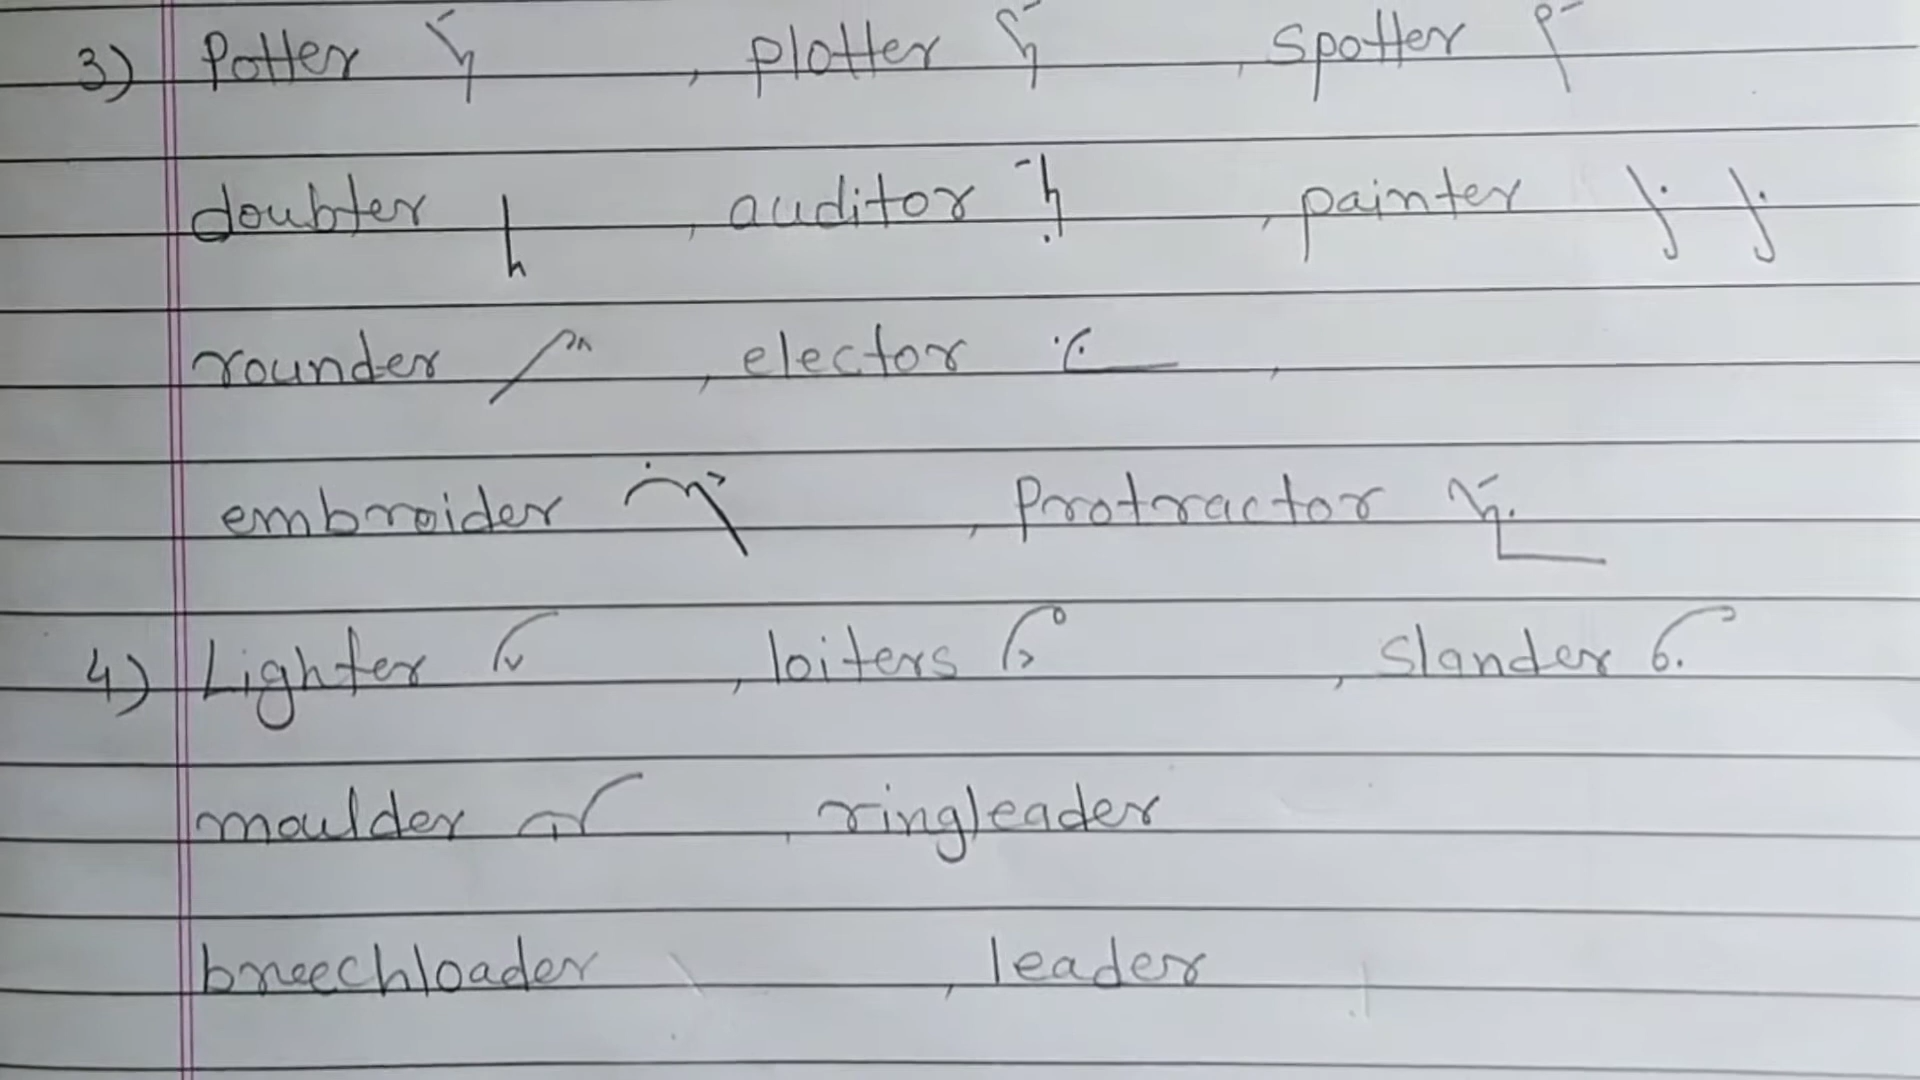 3) Potter , plotter , spotter
doubter , auditor , painter
rounder , elector ,
embroider , Protractor
4) Lighter , loiters , slander
moulder , ringleader
breechloader , leader